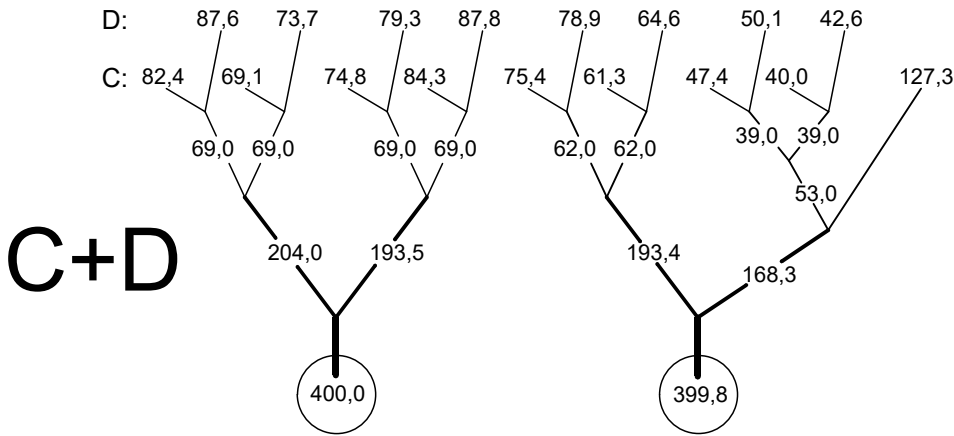 D: 87,6 73,7 79,3 87,8 78,9 64,6 50,1 42,6
C: 82,4 69,1 74,8 84,3 75,4 61,3 47,4 40,0 127,3
39,0 39,0
69,0 69,0 69,0 69,0 62,0 62,0
53,0
C+D
204,0 193,5 193,4
168,3
400,0 399,8